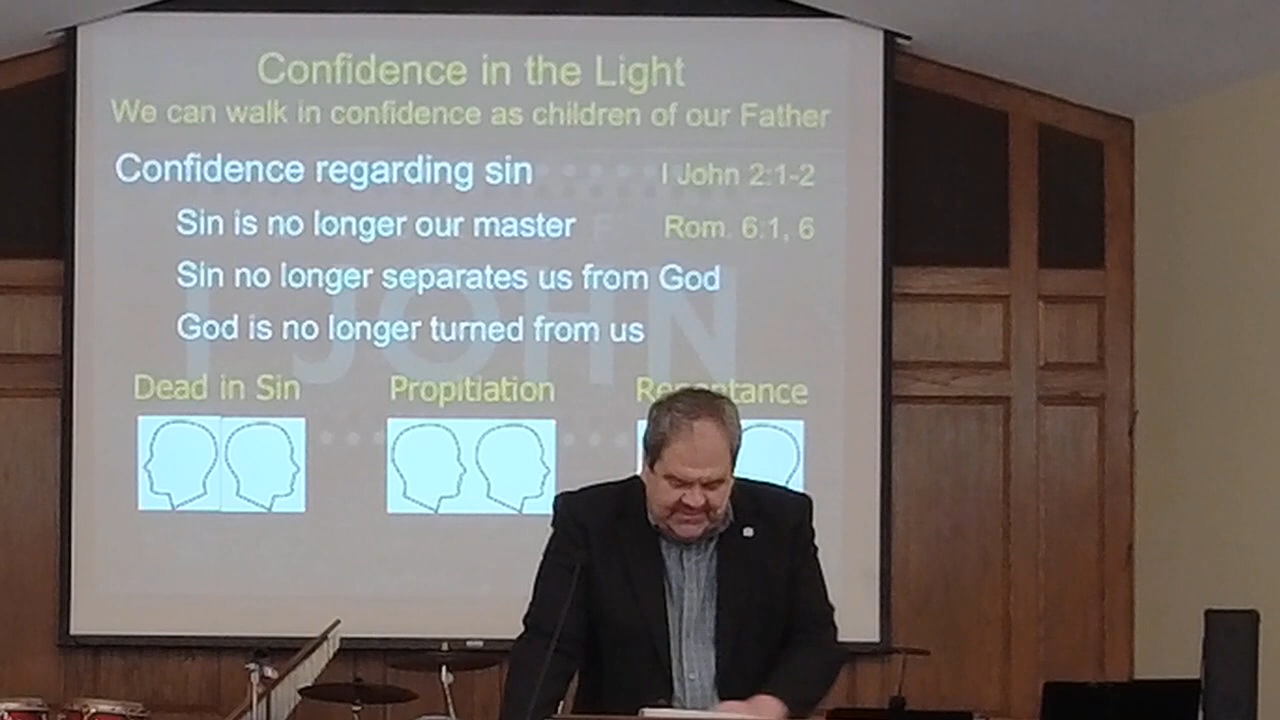 Confidence in the Light
We can walk in confidence as children of our Father
Confidence regarding sin I John 2:1-2
Sin is no longer our master Rom. 6:1, 6
Sin no longer separates us from God
God is no longer turned from us
I JOHN
Dead in Sin Propitiation Repentance